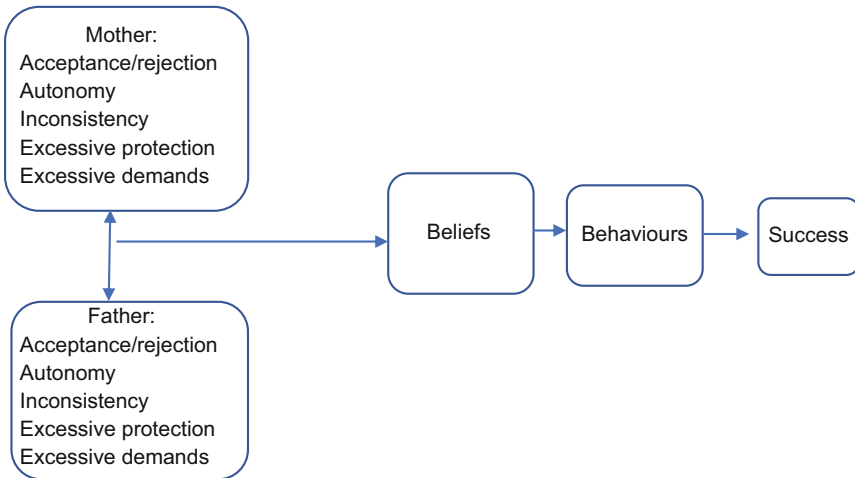 Mother:
Acceptance/rejection
Autonomy
Inconsistency
Excessive protection
Excessive demands
Beliefs
Behaviours
Success
Father:
Acceptance/rejection
Autonomy
Inconsistency
Excessive protection
Excessive demands